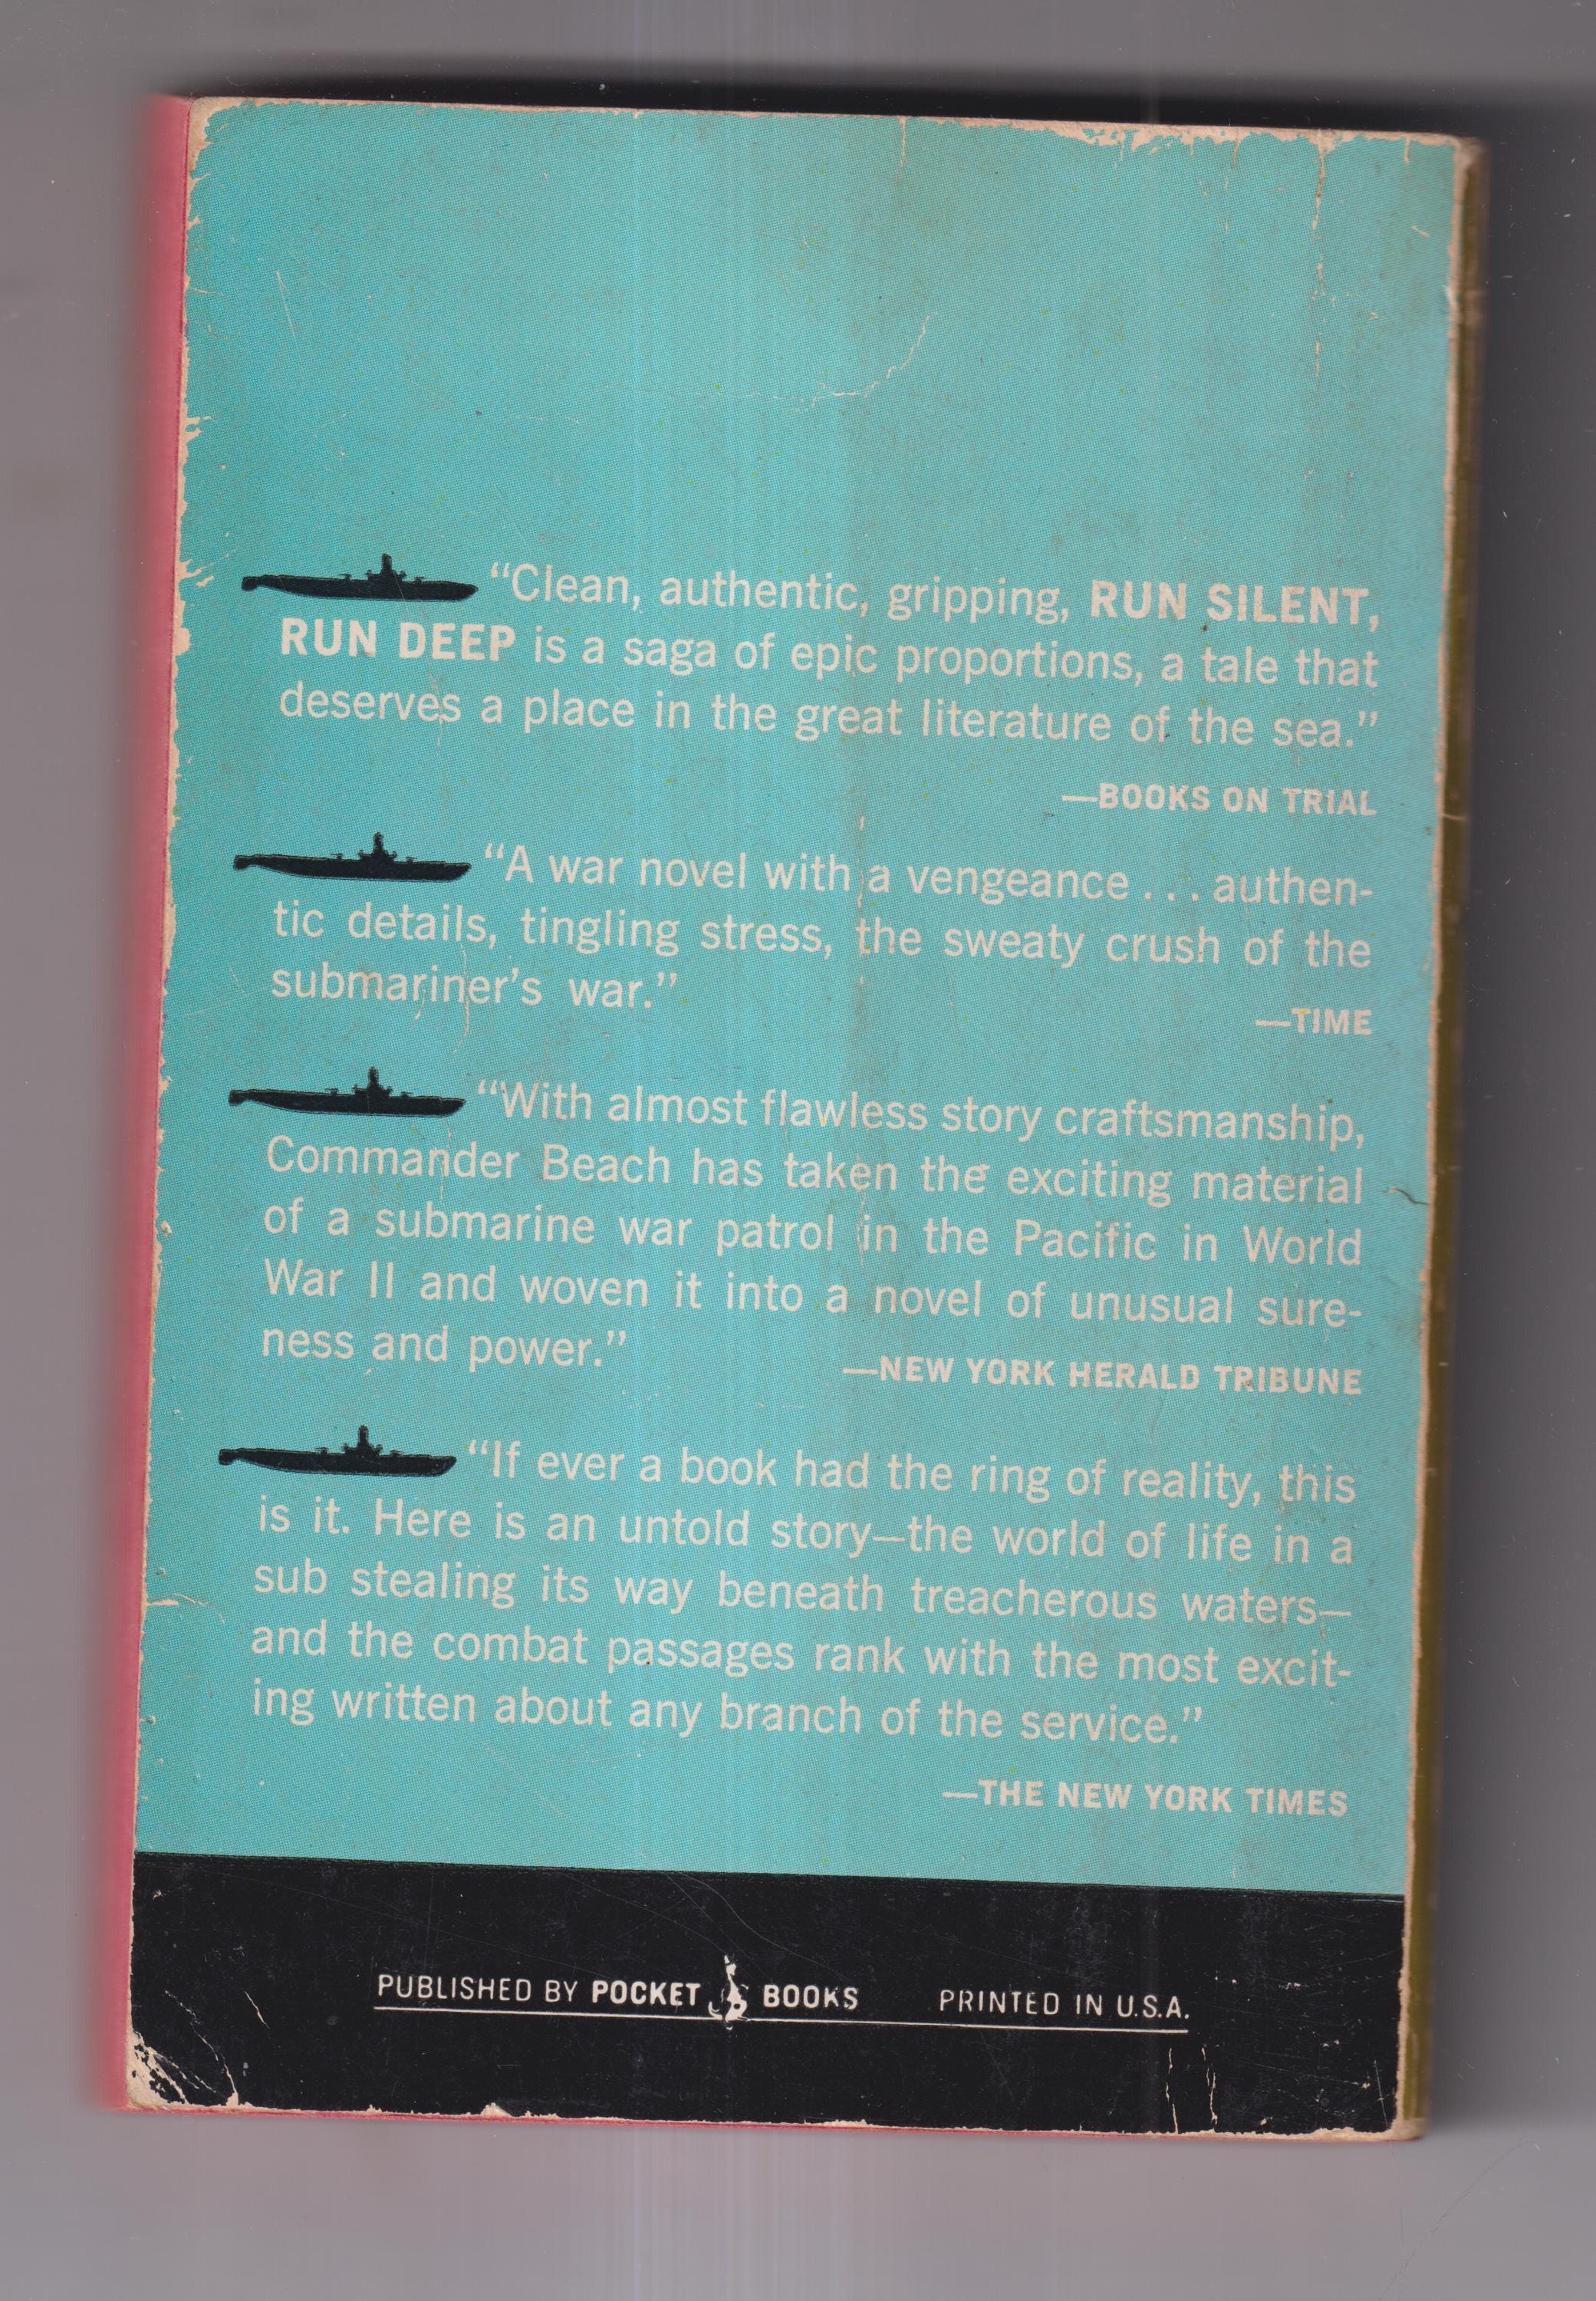 “Clean, authentic, gripping, RUN SILENT,
RUN DEEP is a saga of epic proportions, a tale that
deserves a place in the great literature of the sea.”
—BOOKS ON TRIAL
“A war novel with a vengeance . . . authen-
tic details, tingling stress, the sweaty crush of the
submariner’s war.”
—TIME
“With almost flawless story craftsmanship,
Commander Beach has taken the exciting material
of a submarine war patrol in the Pacific in World
War II and woven it into a novel of unusual sure-
ness and power.”
—NEW YORK HERALD TRIBUNE
“If ever a book had the ring of reality, this
is it. Here is an untold story—the world of life in a
sub stealing its way beneath treacherous waters—
and the combat passages rank with the most excit-
ing written about any branch of the service.”
—THE NEW YORK TIMES
PUBLISHED BY POCKET BOOKS PRINTED IN U.S.A.